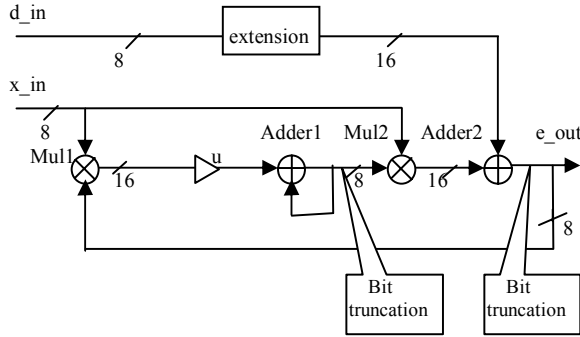 d_in
extension
8
16
x_in
8
Mul1
16
u
Adder1
8
Mul2
16
Adder2
e_out
8
Bit
truncation
Bit
truncation